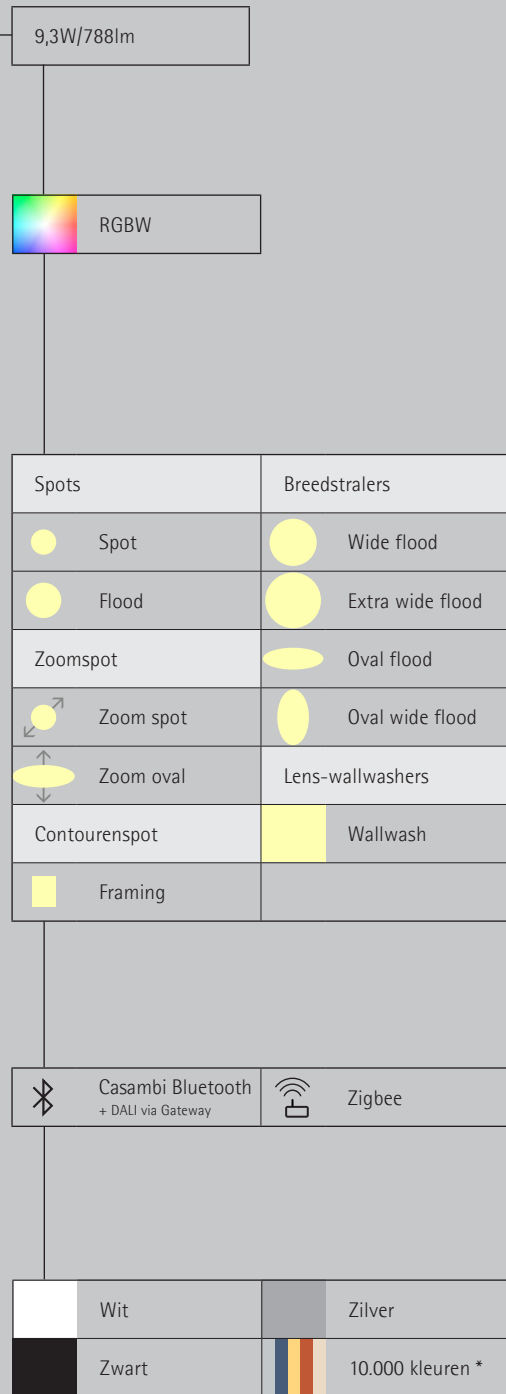 9,3W/788lm
RGBW
Spots
Breedstralers
Spot
Wide flood
Flood
Extra wide flood
Zoomspot
Oval flood
Zoom spot
Oval wide flood
Zoom oval
Lens-wallwashers
Contourenspot
Wallwash
Framing
Casambi Bluetooth
+ DALI via Gateway
Zigbee
Wit
Zilver
Zwart
10.000 kleuren *